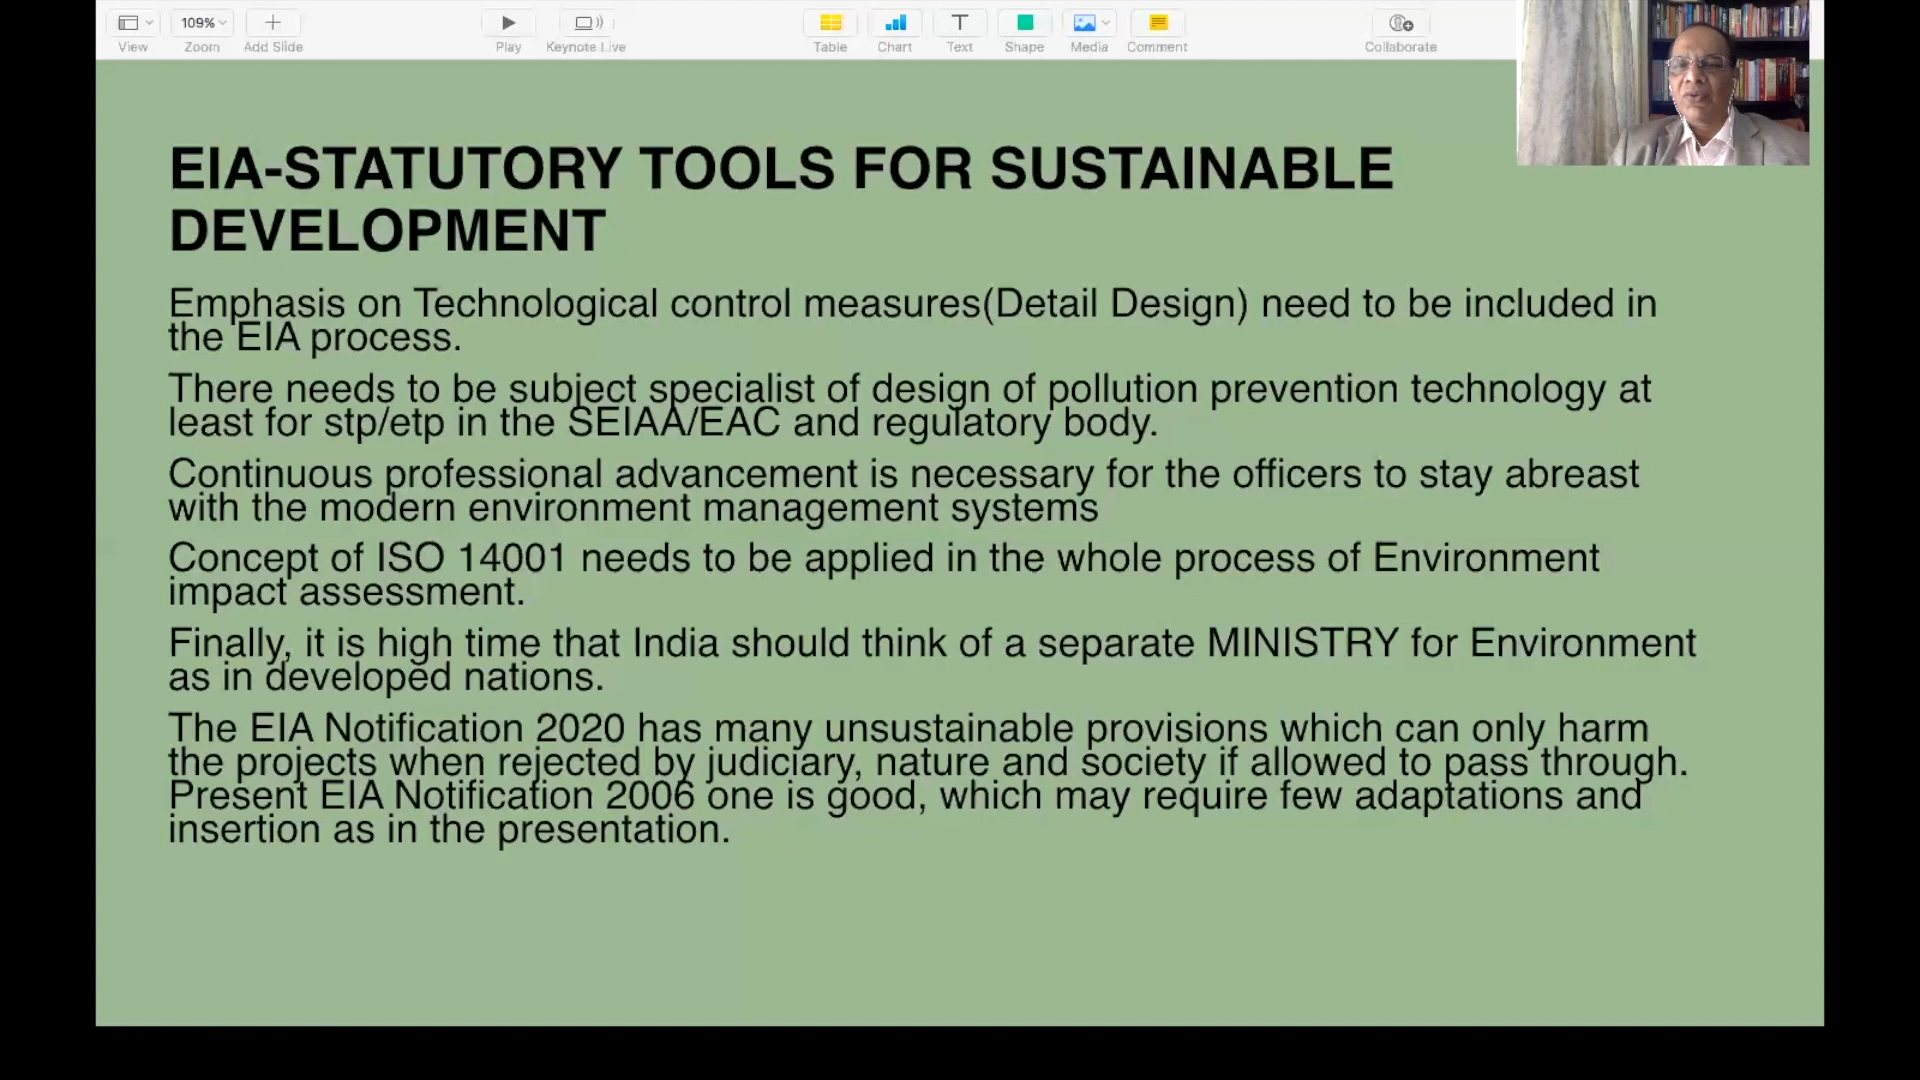 109%
View
Zoom
Add Slide
Play
Keynote Live
Table
Chart
Text
Shape
Media
Comment
Collaborate
EIA-STATUTORY TOOLS FOR SUSTAINABLE
DEVELOPMENT
Emphasis on Technological control measures(Detail Design) need to be included in
the EIA process.
There needs to be subject specialist of design of pollution prevention technology at
least for stp/etp in the SEIAA/EAC and regulatory body.
Continuous professional advancement is necessary for the officers to stay abreast
with the modern environment management systems
Concept of ISO 14001 needs to be applied in the whole process of Environment
impact assessment.
Finally, it is high time that India should think of a separate MINISTRY for Environment
as in developed nations.
The EIA Notification 2020 has many unsustainable provisions which can only harm
the projects when rejected by judiciary, nature and society if allowed to pass through.
Present EIA Notification 2006 one is good, which may require few adaptations and
insertion as in the presentation.